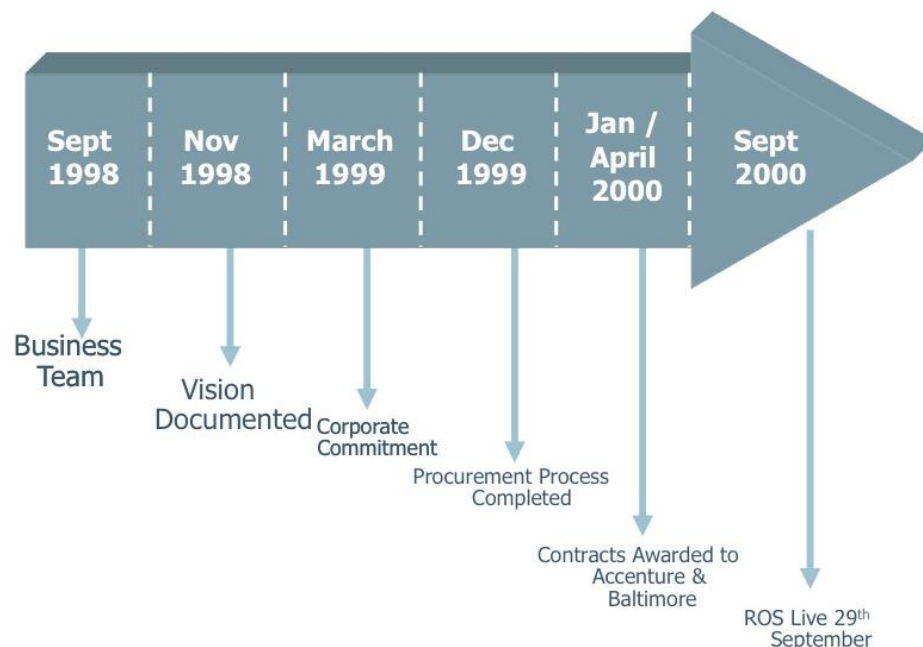 Sept
1998
Nov
1998
March
1999
Dec
1999
Jan /
April
2000
Sept
2000
Business
Team
Vision
Documented
Corporate
Commitment
Procurement Process
Completed
Contracts Awarded to
Accenture &
Baltimore
ROS Live 29th
September